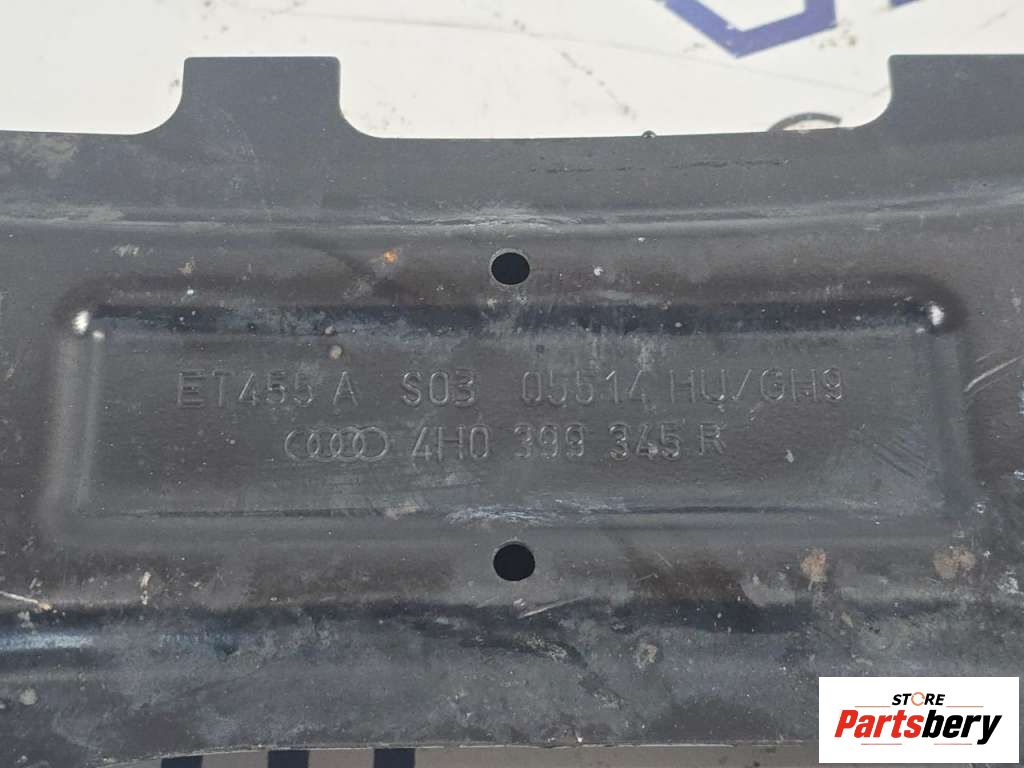 ET455 A S03 05514 HU/GH9
4H0 399 345 R
STORE
Partsbery